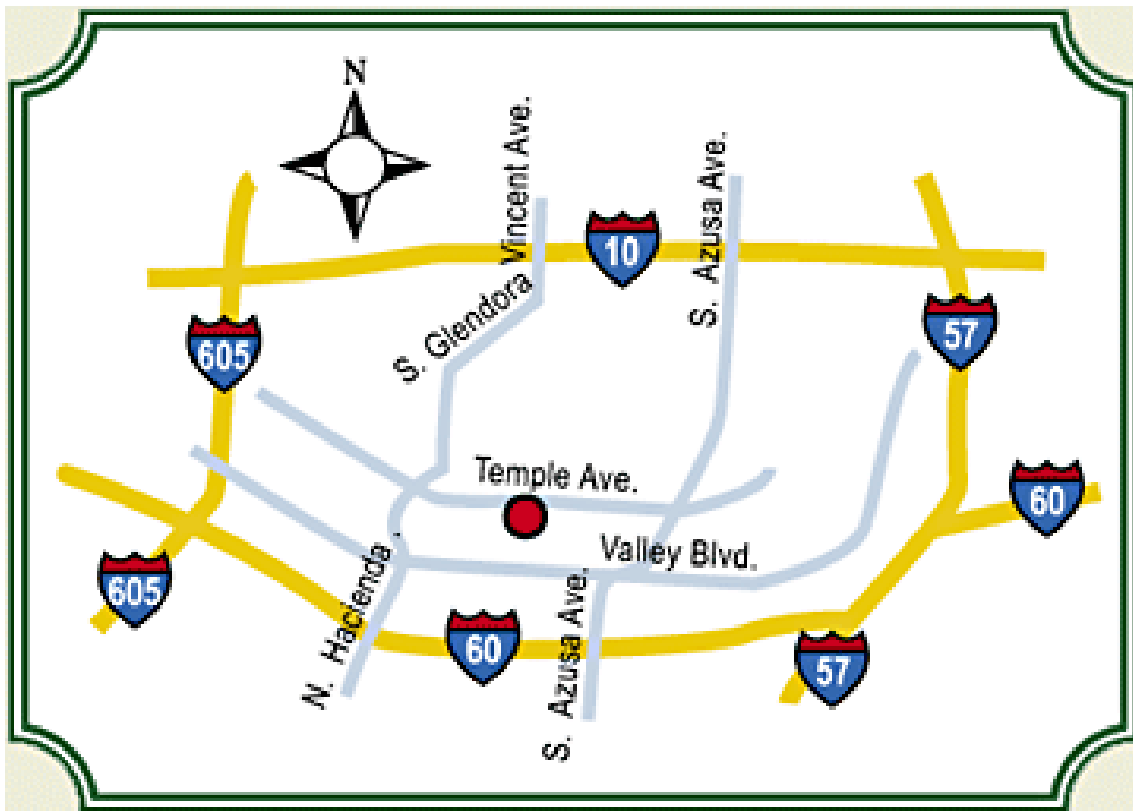 N
Vincent Ave.
S. Azusa Ave.
10
S. Glendora
57
605
Temple Ave.
60
Valley Blvd.
605
N. Hacienda
60
S. Azusa Ave.
57